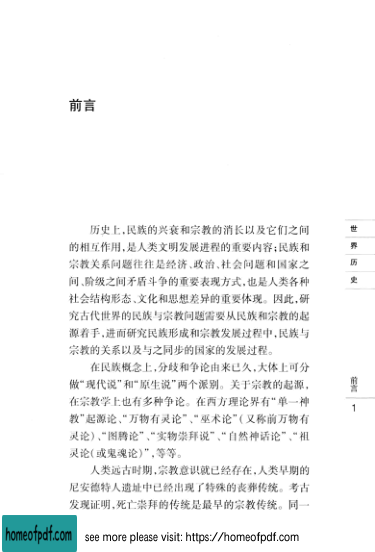 前言
历史上,民族的兴衰和宗教的消长以及它们之间
的相互作用,是人类文明发展进程的重要内容;民族和
宗教关系问题往往是经济、政治、社会问题和国家之
间、阶级之间矛盾斗争的重要表现方式,也是人类各种
社会结构形态、文化和思想差异的重要体现。因此,研
究古代世界的民族与宗教问题需要从民族和宗教的起
源着手,进而研究民族形成和宗教发展过程中,民族与
宗教的关系以及与之同步的国家的发展过程。
在民族概念上,分歧和争论由来已久,大体上可分
做“现代说”和“原生说”两个派别。关于宗教的起源,
在宗教学上也有多种争论。在西方理论界有“单一神
教”起源论、“万物有灵论”、“巫术论”(又称前万物有
灵论)、“图腾论”、“实物崇拜说”、“自然神话论”、“祖
灵论(或鬼魂论)”,等等。
人类远古时期,宗教意识就已经存在,人类早期的
尼安德特人遗址中已经出现了特殊的丧葬传统。考古
发现证明,死亡崇拜的传统是最早的宗教传统。同一
世界历史
前言
1
homeofpdf.com
see more please visit: https://homeofpdf.com